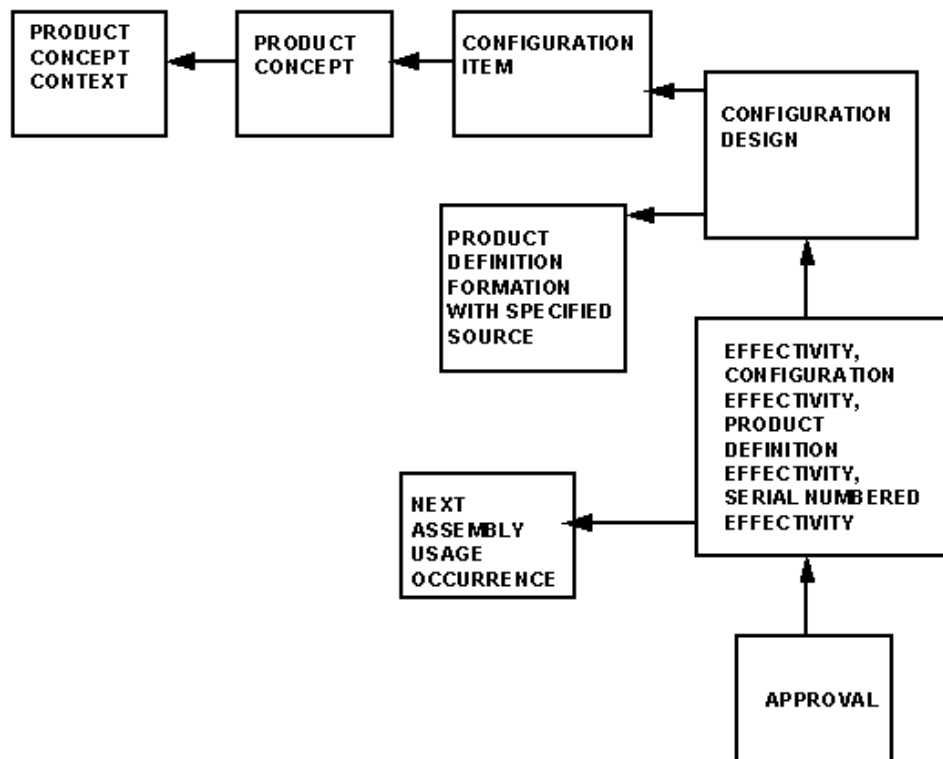 PRODUCT
CONCEPT
CONTEXT
PRODUCT
CONCEPT
CONFIGURATION
ITEM
CONFIGURATION
DESIGN
PRODUCT
DEFINITION
FORMATION
WITH SPECIFIED
SOURCE
EFFECTIVITY,
CONFIGURATION
EFFECTIVITY,
PRODUCT
DEFINITION
EFFECTIVITY,
SERIAL NUMBERED
EFFECTIVITY
NEXT
ASSEMBLY
USAGE
OCCURRENCE
APPROVAL